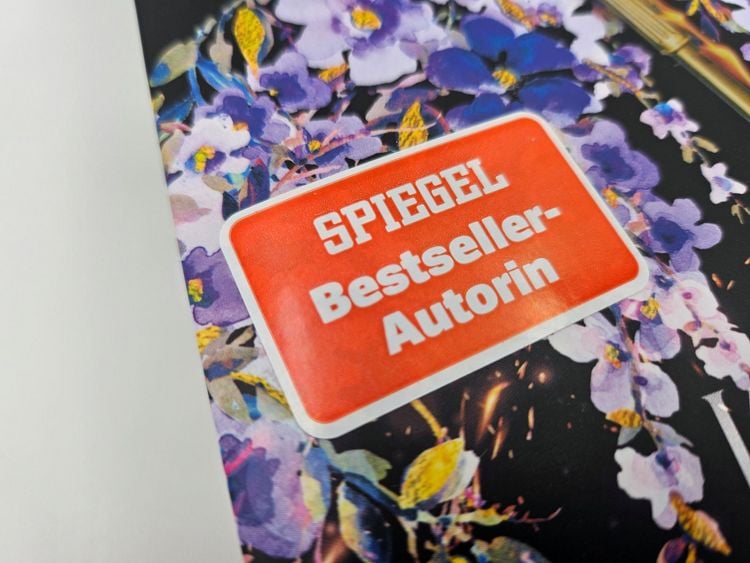 SPIEGEL
Bestseller-
Autorin